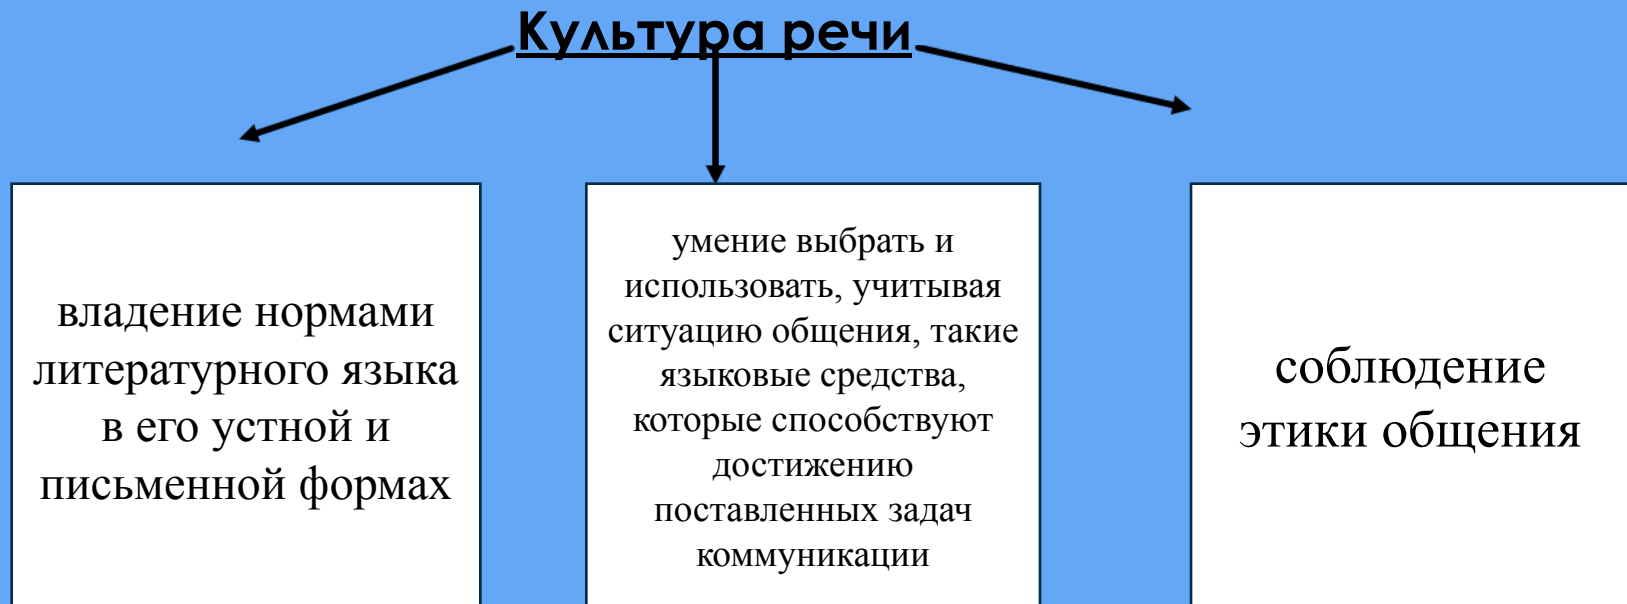 Культура речи
владение нормами
литературного языка
в его устной и
письменной формах
умение выбрать и
использовать, учитывая
ситуацию общения, такие
языковые средства,
которые способствуют
достижению
поставленных задач
коммуникации
соблюдение
этики общения